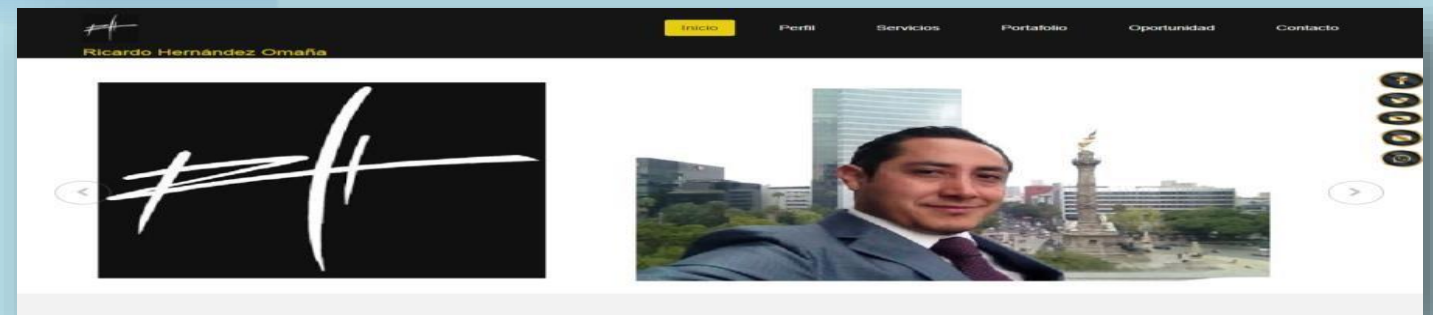 Inicio Perfil Servicios Portafolio Oportunidad Contacto
Ricardo Hernández Omaña